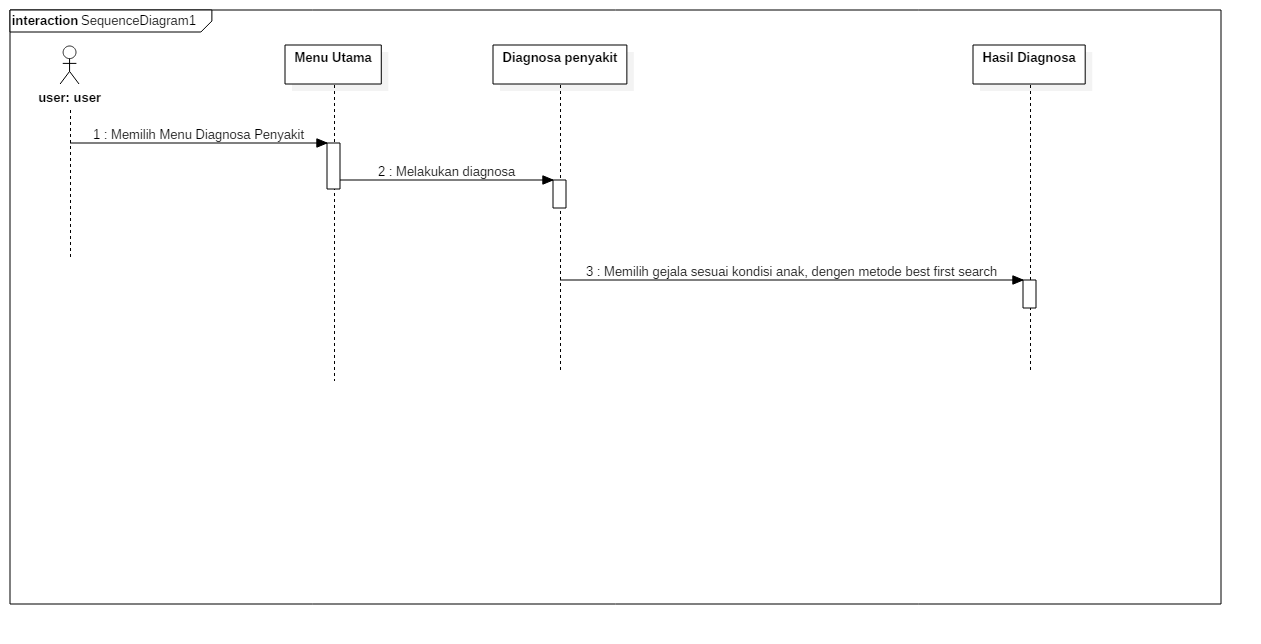 interaction SequenceDiagram1
Menu Utama
Diagnosa penyakit
Hasil Diagnosa
user: user
1 : Memilih Menu Diagnosa Penyakit
2 : Melakukan diagnosa
3 : Memilih gejala sesuai kondisi anak, dengen metode best first search